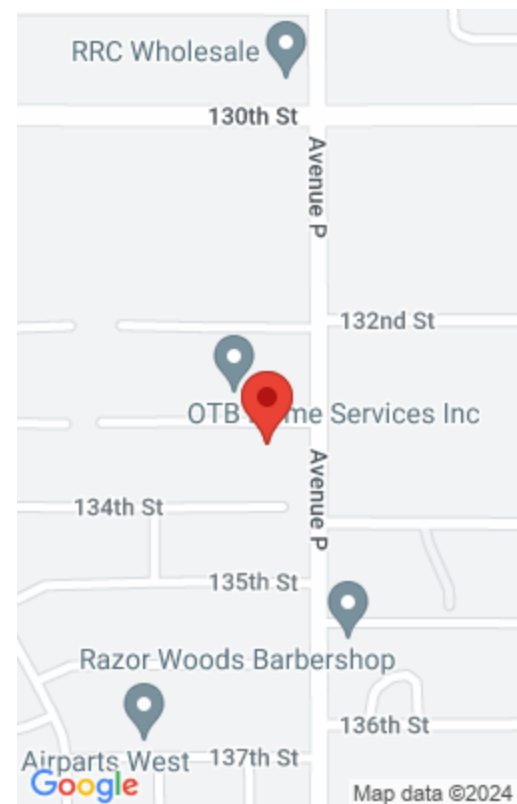 RRC Wholesale
130th St
Avenue P
132nd St
OTB Home Services Inc
Avenue P
134th St
135th St
Razor Woods Barbershop
136th St
137th St
Airparts West
Google
Map data ©2024